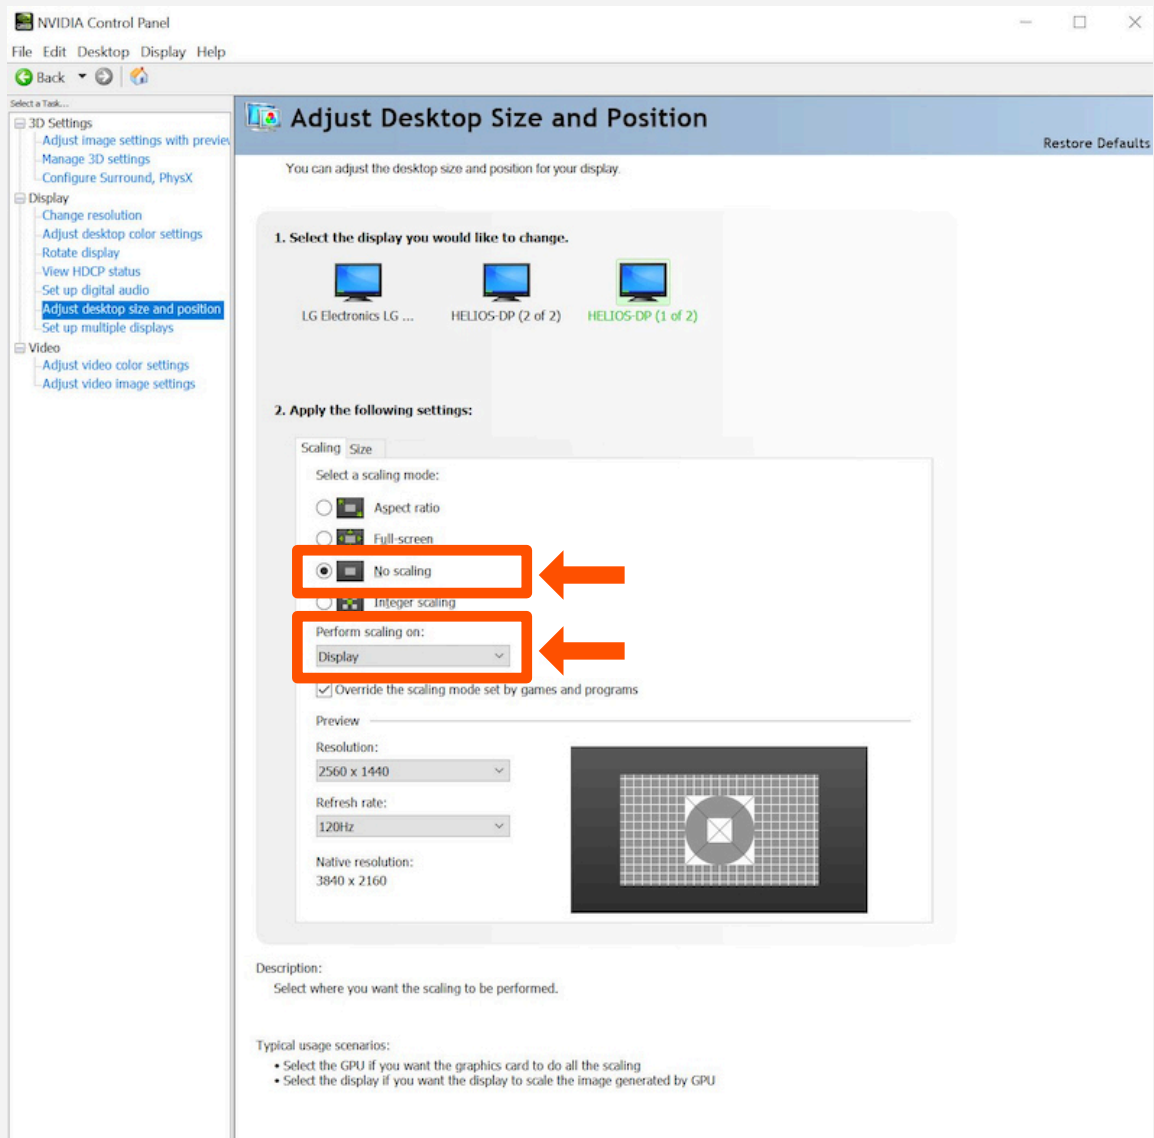 NVIDIA Control Panel
File Edit Desktop Display Help
Back
Select a Task...
3D Settings
Adjust image settings with preview
Manage 3D settings
Configure Surround, PhysX
Display
Change resolution
Adjust desktop color settings
Rotate display
View HDCP status
Set up digital audio
Adjust desktop size and position
Set up multiple displays
Video
Adjust video color settings
Adjust video image settings
Adjust Desktop Size and Position
Restore Defaults
You can adjust the desktop size and position for your display.
1. Select the display you would like to change.
LG Electronics LG ... HELIOS-DP (2 of 2) HELIOS-DP (1 of 2)
2. Apply the following settings:
Scaling Size
Select a scaling mode:
Aspect ratio
Full-screen
No scaling
Integer scaling
Perform scaling on:
Display
Override the scaling mode set by games and programs
Preview
Resolution:
2560 x 1440
Refresh rate:
120Hz
Native resolution:
3840 x 2160
Description:
Select where you want the scaling to be performed.
Typical usage scenarios:
• Select the GPU if you want the graphics card to do all the scaling
• Select the display if you want the display to scale the image generated by GPU